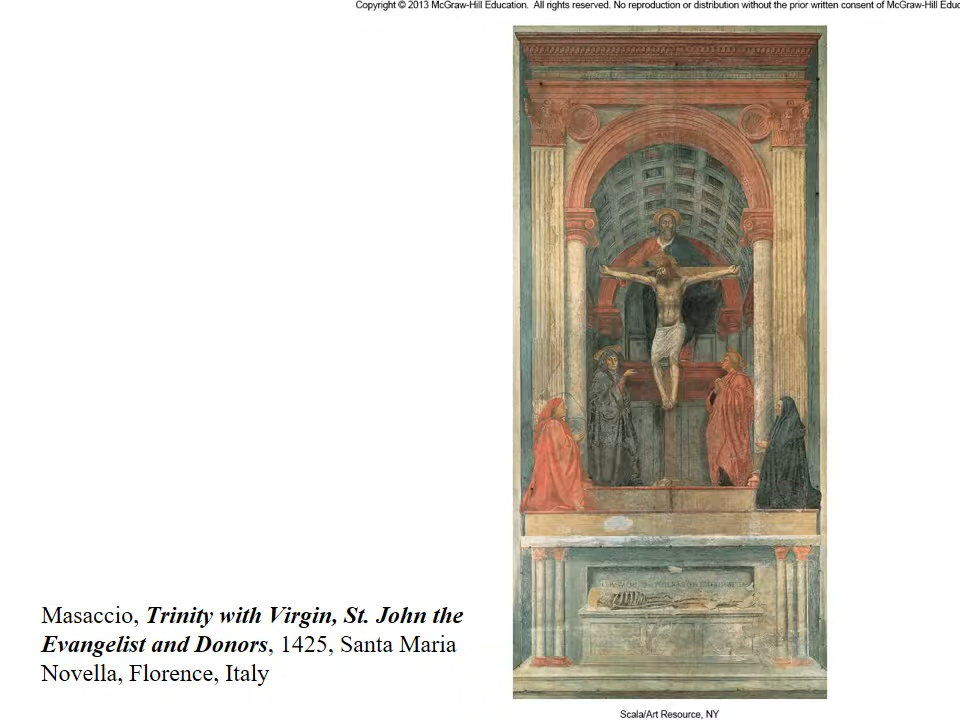 Copyright © 2013 McGraw-Hill Education. All rights reserved. No reproduction or distribution without the prior written consent of McGraw-Hill Educ
Masaccio, Trinity with Virgin, St. John the
Evangelist and Donors, 1425, Santa Maria
Novella, Florence, Italy
Scala/Art Resource, NY